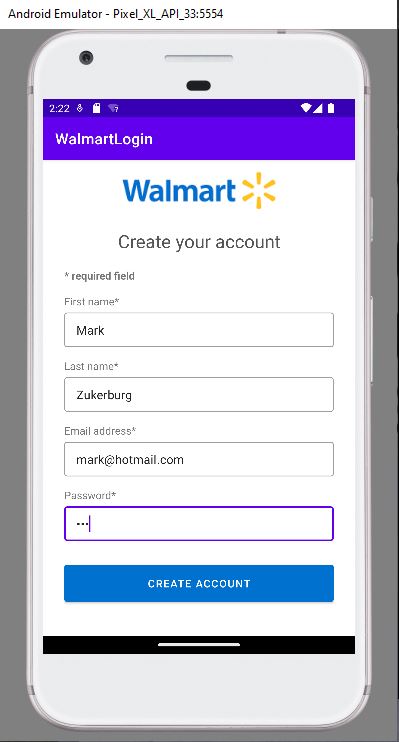 Android Emulator - Pixel_XL_API_33:5554
2:22
WalmartLogin
Walmart
Create your account
* required field
First name*
Mark
Last name*
Zukerburg
Email address*
mark@hotmail.com
Password*
•••
CREATE ACCOUNT